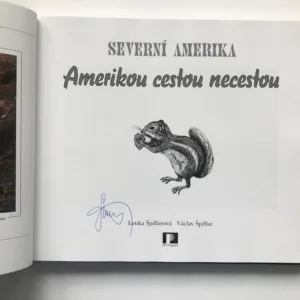 SEVERNÍ AMERIKA
Amerikou cestou necestou
Lenka Špillarová Václav Špillar